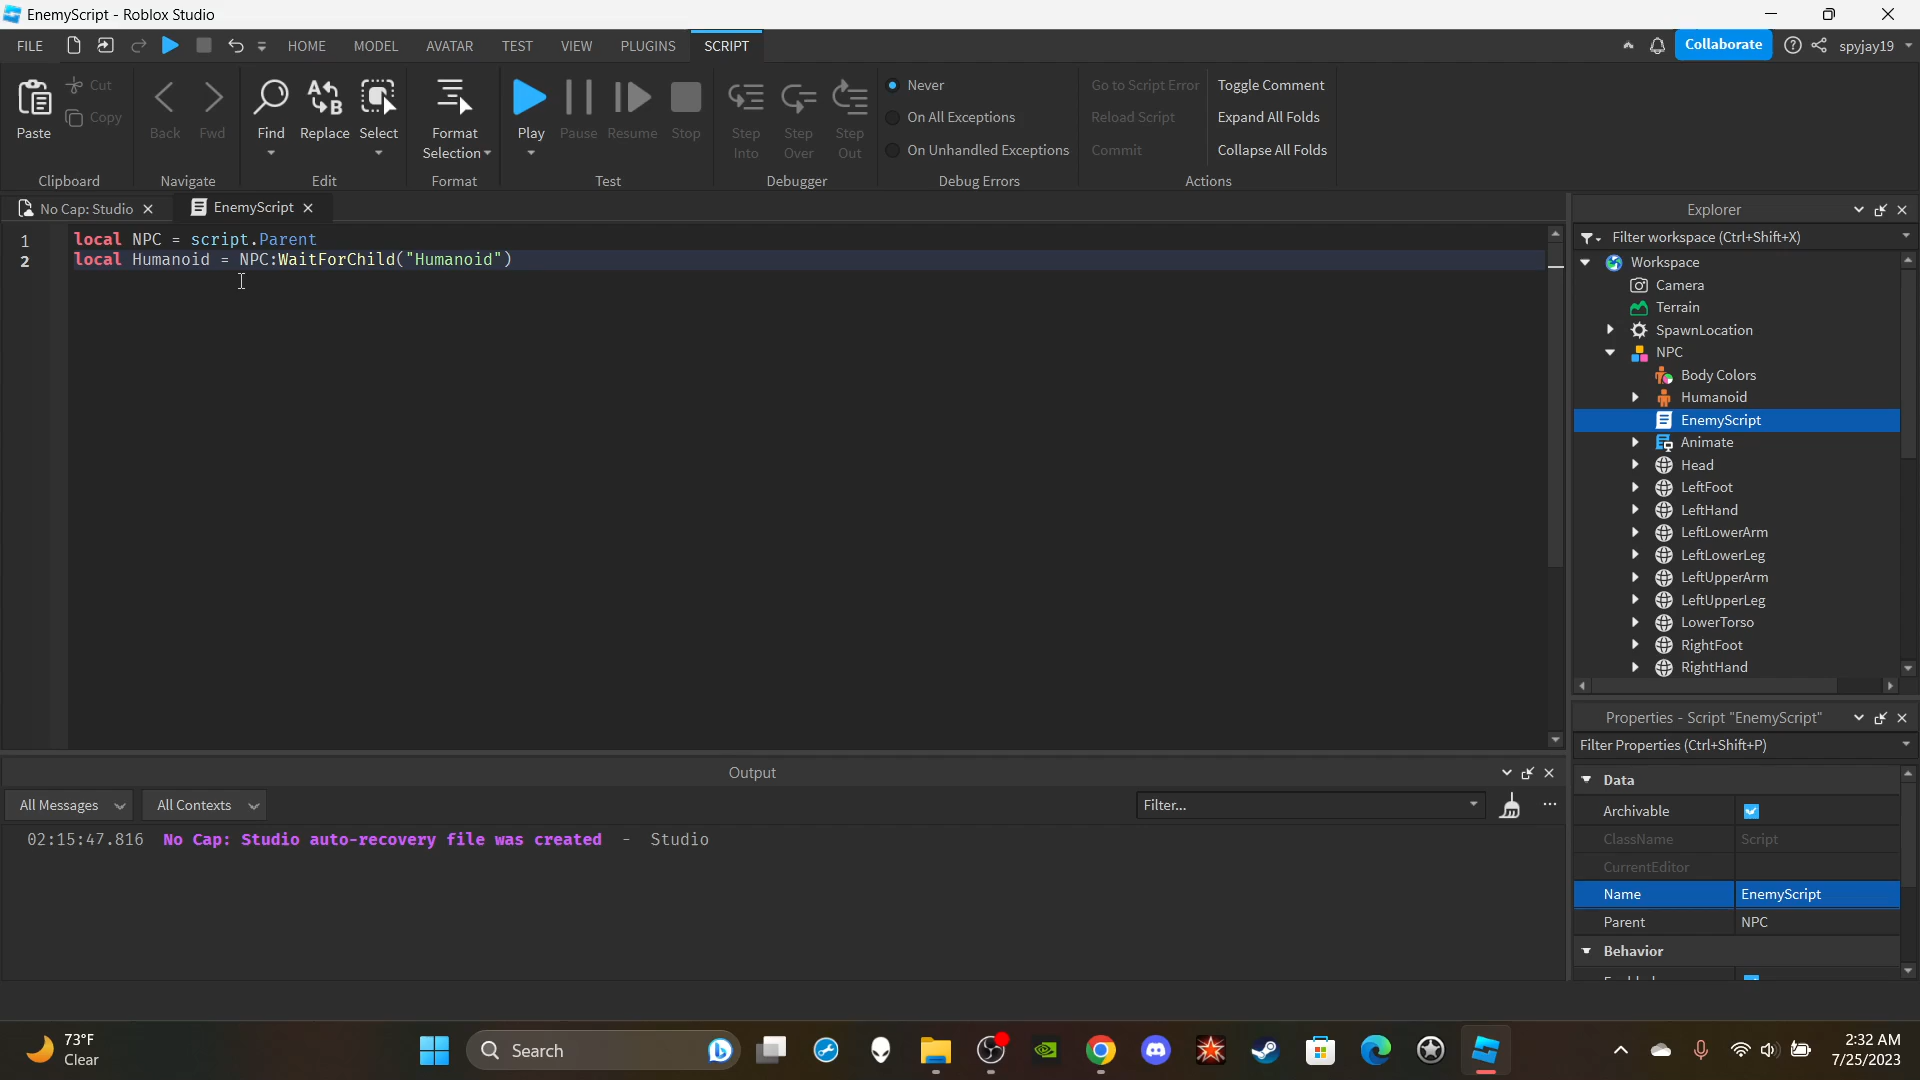 EnemyScript - Roblox Studio
FILE HOME MODEL AVATAR TEST VIEW PLUGINS SCRIPT Collaborate spyjay19
Paste Cut Copy
Clipboard
Back Fwd
Navigate
Find Replace Select
Edit
Format
Selection
Format
Play Pause Resume Stop
Test
Step Into Step Over Step Out
Debugger
Never
On All Exceptions
On Unhandled Exceptions
Debug Errors
Go to Script Error Toggle Comment
Reload Script Expand All Folds
Commit Collapse All Folds
Actions
No Cap: Studio EnemyScript
1 local NPC = script.Parent
2 local Humanoid = NPC:WaitForChild("Humanoid")
Explorer
Filter workspace (Ctrl+Shift+X)
Workspace
Camera
Terrain
SpawnLocation
NPC
Body Colors
Humanoid
EnemyScript
Animate
Head
LeftFoot
LeftHand
LeftLowerArm
LeftLowerLeg
LeftUpperArm
LeftUpperLeg
LowerTorso
RightFoot
RightHand
Properties - Script "EnemyScript"
Filter Properties (Ctrl+Shift+P)
Data
Archivable
ClassName Script
CurrentEditor
Name EnemyScript
Parent NPC
Behavior
Output
All Messages All Contexts Filter... ...
02:15:47.816 No Cap: Studio auto-recovery file was created - Studio
73°F
Clear
Search
2:32 AM
7/25/2023